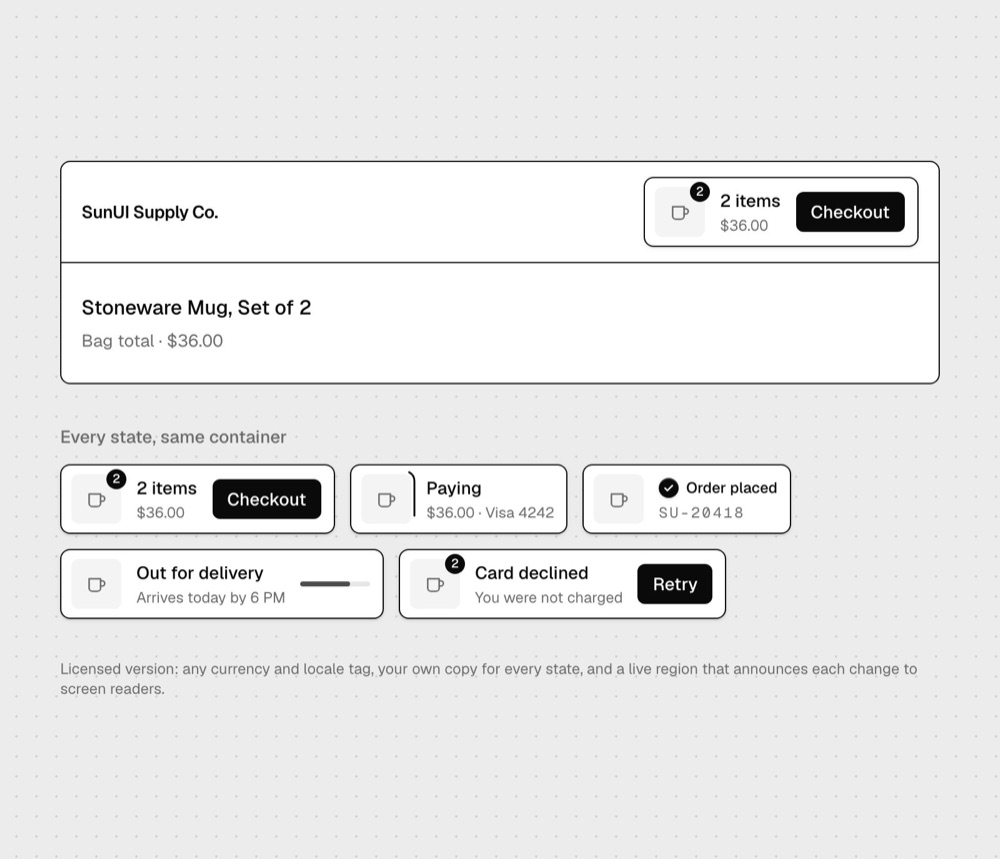 SunUI Supply Co.
2
2 items
$36.00
Checkout
Stoneware Mug, Set of 2
Bag total · $36.00
Every state, same container
2
2 items
$36.00
Checkout
Paying
$36.00 · Visa 4242
Order placed
SU-20418
Out for delivery
Arrives today by 6 PM
2
Card declined
You were not charged
Retry
Licensed version: any currency and locale tag, your own copy for every state, and a live region that announces each change to
screen readers.